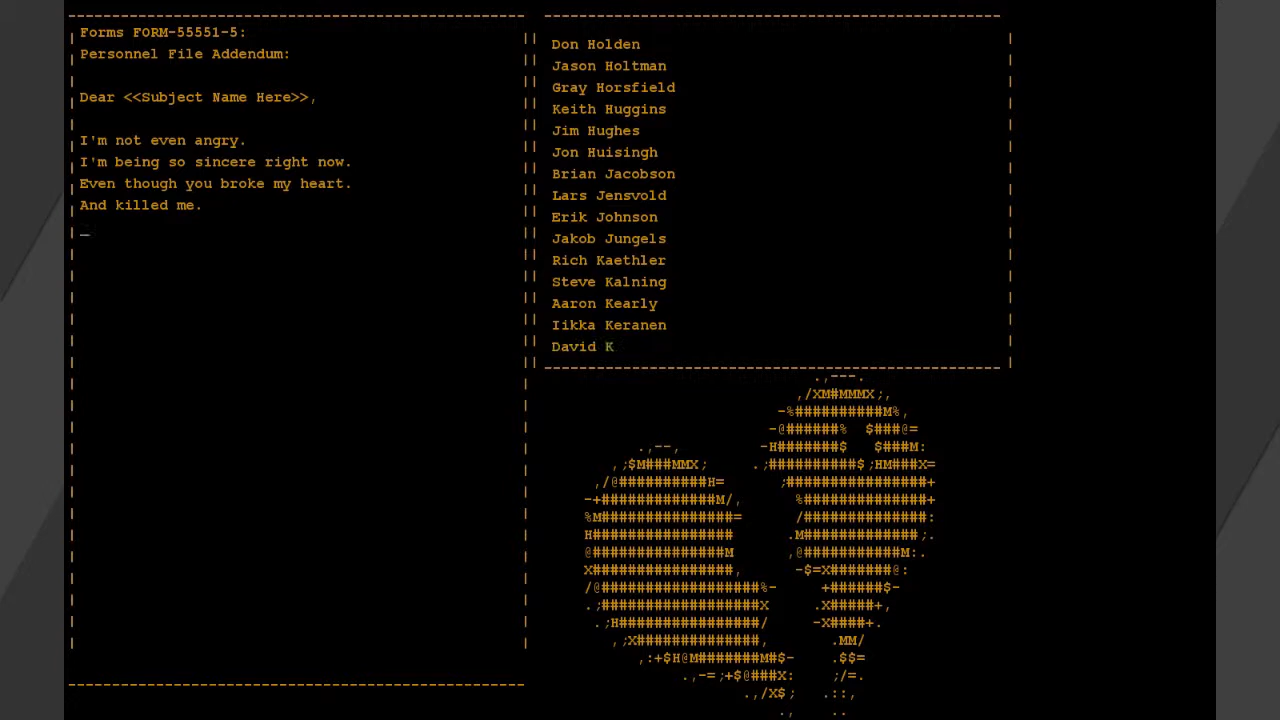 Forms FORM-55551-5:
Personnel File Addendum:
Dear <<Subject Name Here>>,
I'm not even angry.
I'm being so sincere right now.
Even though you broke my heart.
And killed me.
_
Don Holden
Jason Holtman
Gray Horsfield
Keith Huggins
Jim Hughes
Jon Huisingh
Brian Jacobson
Lars Jensvold
Erik Johnson
Jakob Jungels
Rich Kaethler
Steve Kalning
Aaron Kearly
Iikka Keranen
David K